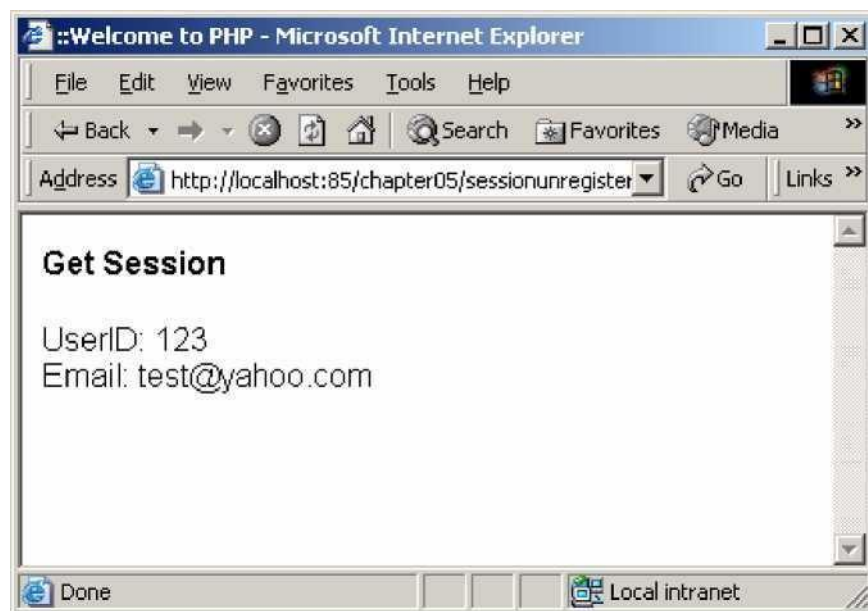 ::Welcome to PHP - Microsoft Internet Explorer
File Edit View Favorites Tools Help
Back Search Favorites Media »
Address http://localhost:85/chapter05/sessionunregister Go Links »
Get Session
UserID: 123
Email: test@yahoo.com
Done Local intranet